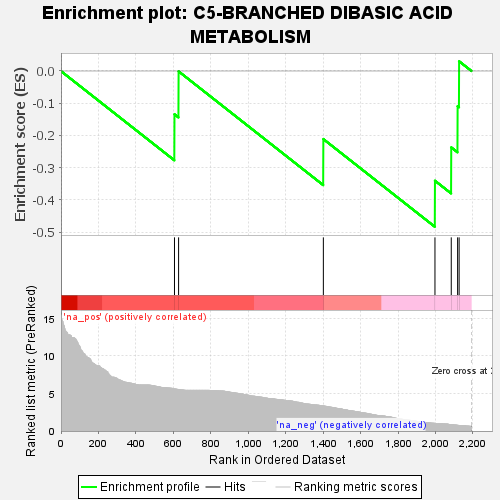 Enrichment plot: C5-BRANCHED DIBASIC ACID
METABOLISM
Enrichment score (ES)
0.0
-0.1
-0.2
-0.3
-0.4
-0.5
'na_pos' (positively correlated)
Ranked list metric (PreRanked)
15
10
5
0
Zero cross at
'na_neg' (negatively correlated)
0 200 400 600 800 1,000 1,200 1,400 1,600 1,800 2,000 2,200
Rank in Ordered Dataset
Enrichment profile Hits Ranking metric scores